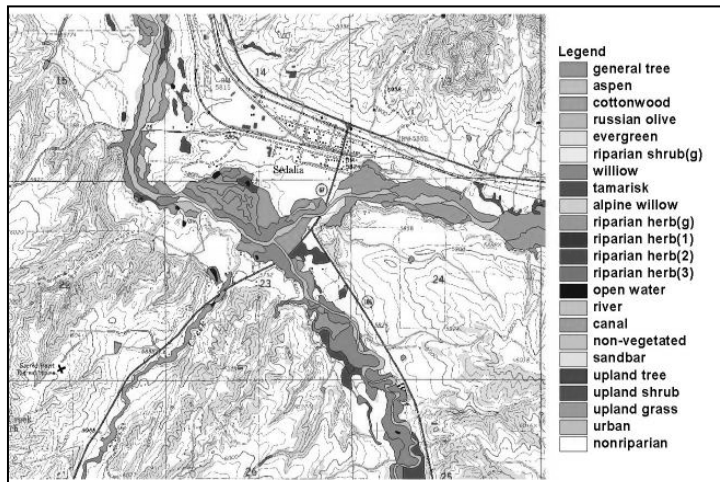 15
14
13
Sedalia
22
23
24
26
25
Legend
general tree
aspen
cottonwood
russian olive
evergreen
riparian shrub(g)
willow
tamarisk
alpine willow
riparian herb(g)
riparian herb(1)
riparian herb(2)
riparian herb(3)
open water
river
canal
non-vegetated
sandbar
upland tree
upland shrub
upland grass
urban
nonriparian